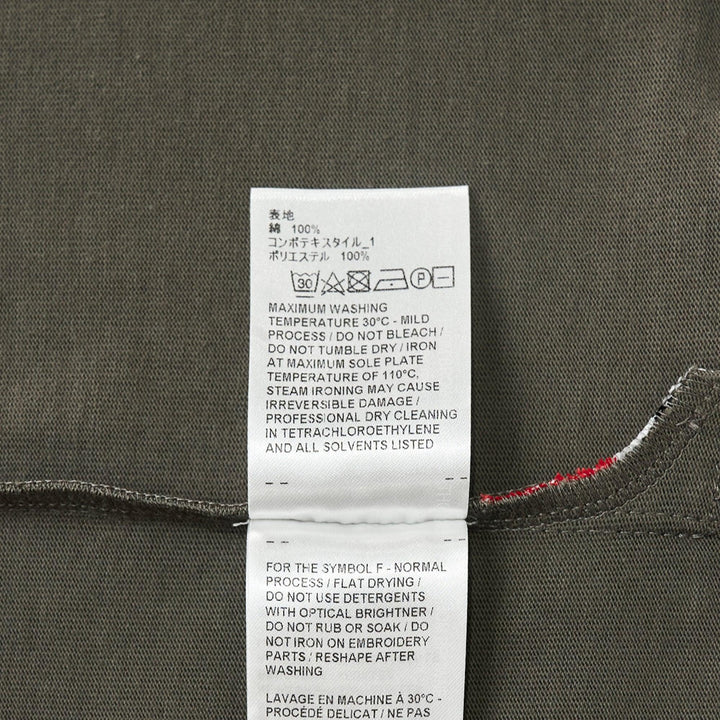 表地
綿 100%
コンポテキスタイル_1
ポリエステル 100%
30 P
MAXIMUM WASHING
TEMPERATURE 30°C - MILD
PROCESS / DO NOT BLEACH /
DO NOT TUMBLE DRY / IRON
AT MAXIMUM SOLE PLATE
TEMPERATURE OF 110°C,
STEAM IRONING MAY CAUSE
IRREVERSIBLE DAMAGE /
PROFESSIONAL DRY CLEANING
IN TETRACHLOROETHYLENE
AND ALL SOLVENTS LISTED
FOR THE SYMBOL F - NORMAL
PROCESS / FLAT DRYING /
DO NOT USE DETERGENTS
WITH OPTICAL BRIGHTNER /
DO NOT RUB OR SOAK / DO
NOT IRON ON EMBROIDERY
PARTS / RESHAPE AFTER
WASHING
LAVAGE EN MACHINE À 30°C -
PROCÉDÉ DÉLICAT / NE PAS